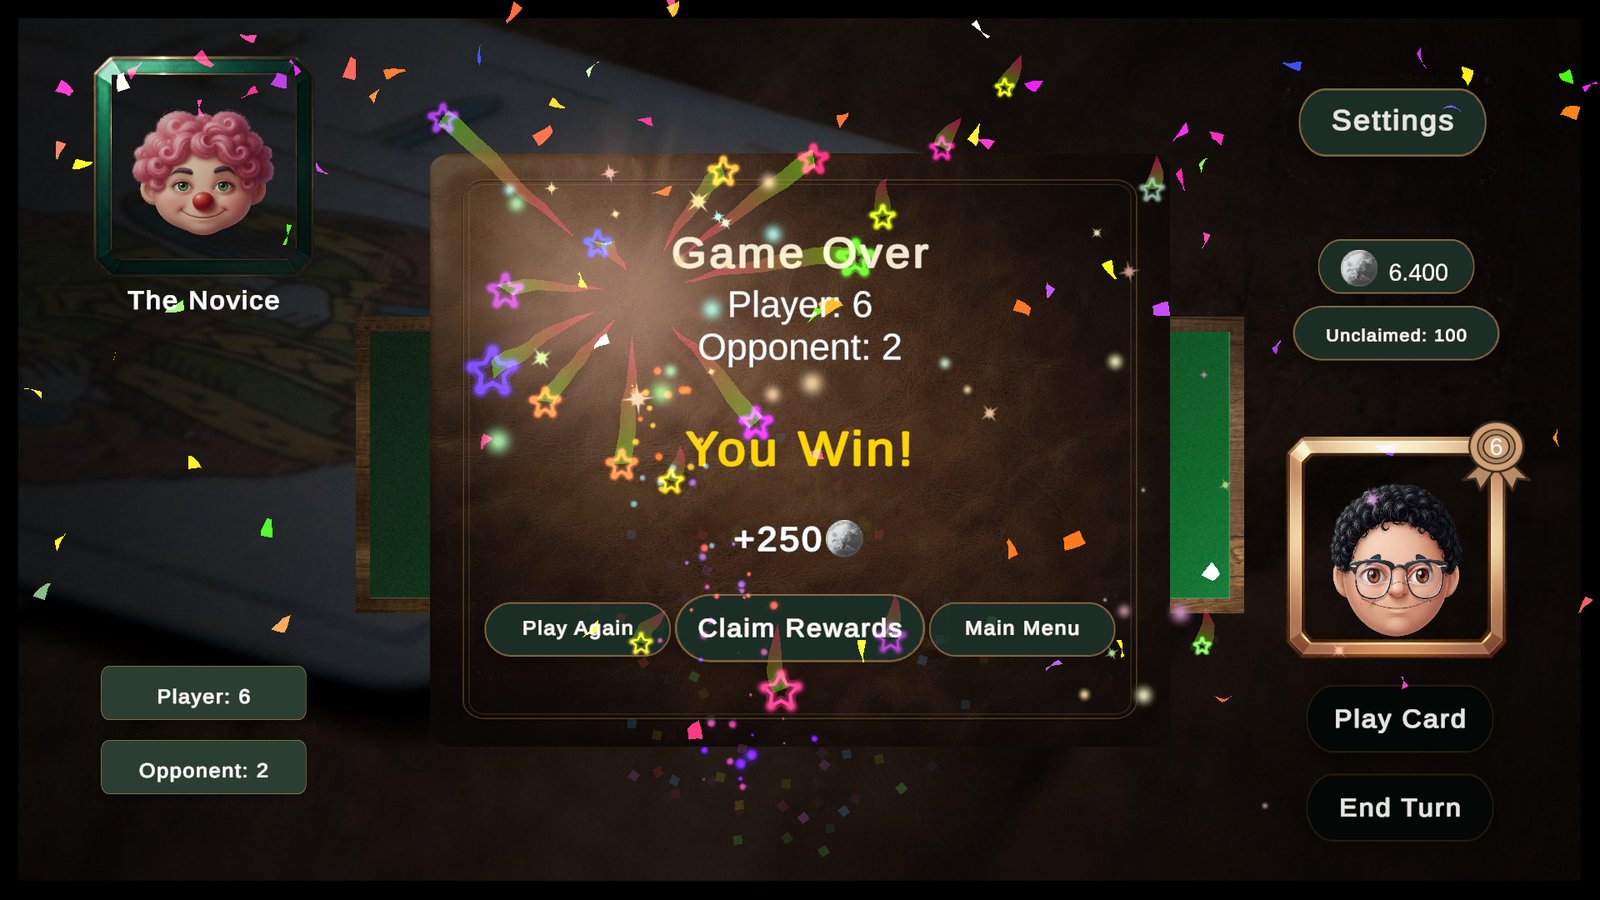 The Novice
Settings
6.400
Unclaimed: 100
Game Over
Player: 6
Opponent: 2
You Win!
+250
Play Again
Claim Rewards
Main Menu
6
Player: 6
Opponent: 2
Play Card
End Turn